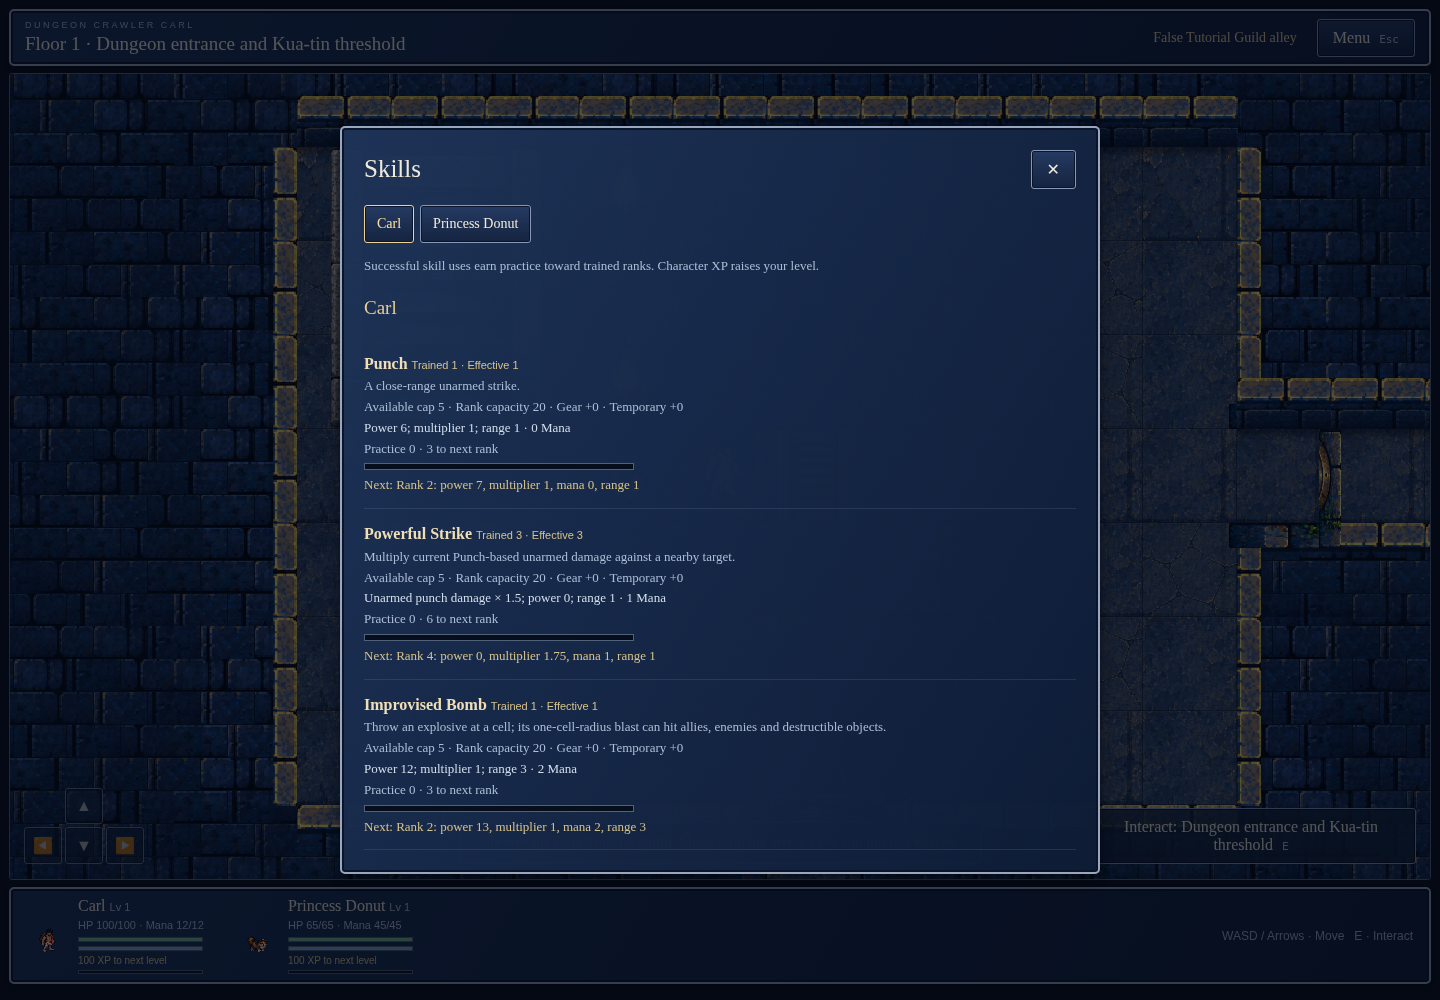 DUNGEON CRAWLER CARL
Floor 1 · Dungeon entrance and Kua-tin threshold
False Tutorial Guild alley
Menu Esc
Skills
✕
Carl
Princess Donut
Successful skill uses earn practice toward trained ranks. Character XP raises your level.
Carl
Punch Trained 1 · Effective 1
A close-range unarmed strike.
Available cap 5 · Rank capacity 20 · Gear +0 · Temporary +0
Power 6; multiplier 1; range 1 · 0 Mana
Practice 0 · 3 to next rank
Next: Rank 2: power 7, multiplier 1, mana 0, range 1
Powerful Strike Trained 3 · Effective 3
Multiply current Punch-based unarmed damage against a nearby target.
Available cap 5 · Rank capacity 20 · Gear +0 · Temporary +0
Unarmed punch damage × 1.5; power 0; range 1 · 1 Mana
Practice 0 · 6 to next rank
Next: Rank 4: power 0, multiplier 1.75, mana 1, range 1
Improvised Bomb Trained 1 · Effective 1
Throw an explosive at a cell; its one-cell-radius blast can hit allies, enemies and destructible objects.
Available cap 5 · Rank capacity 20 · Gear +0 · Temporary +0
Power 12; multiplier 1; range 3 · 2 Mana
Practice 0 · 3 to next rank
Next: Rank 2: power 13, multiplier 1, mana 2, range 3
Interact: Dungeon entrance and Kua-tin
threshold E
Carl Lv 1
HP 100/100 · Mana 12/12
100 XP to next level
Princess Donut Lv 1
HP 65/65 · Mana 45/45
100 XP to next level
WASD / Arrows · Move E · Interact